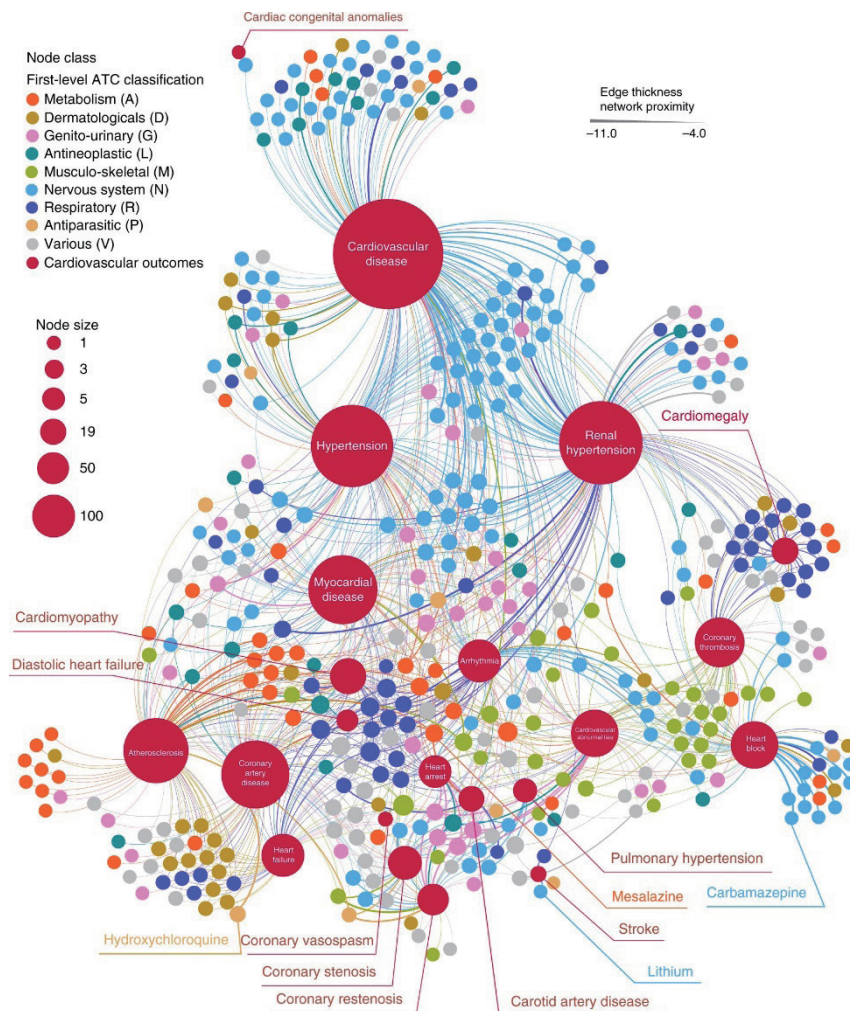 Cardiac congenital anomalies
Node class
First-level ATC classification
Metabolism (A)
Dermatologicals (D)
Genito-urinary (G)
Antineoplastic (L)
Musculo-skeletal (M)
Nervous system (N)
Respiratory (R)
Antiparasitic (P)
Various (V)
Cardiovascular outcomes
Edge thickness
network proximity
−11.0
−4.0
Node size
1
3
5
19
50
100
Cardiovascular
disease
Hypertension
Renal
hypertension
Cardiomegaly
Myocardial
disease
Cardiomyopathy
Diastolic heart failure
Arrhythmia
Coronary
thrombosis
Atherosclerosis
Coronary
artery
disease
Cardiovascular
abnormalities
Heart
block
Heart
arrest
Heart
failure
Pulmonary hypertension
Mesalazine
Carbamazepine
Hydroxychloroquine
Coronary vasospasm
Stroke
Coronary stenosis
Lithium
Coronary restenosis
Carotid artery disease